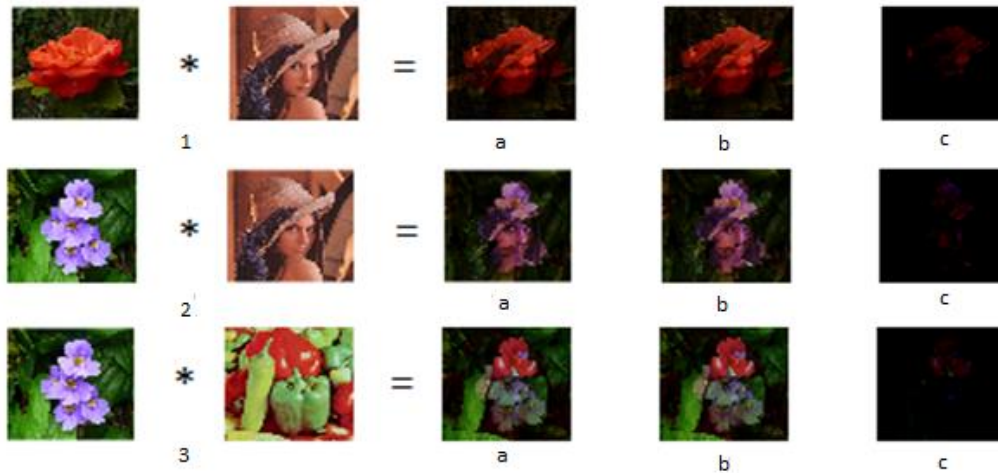 * =
1 a b c
* =
2 a b c
* =
3 a b c